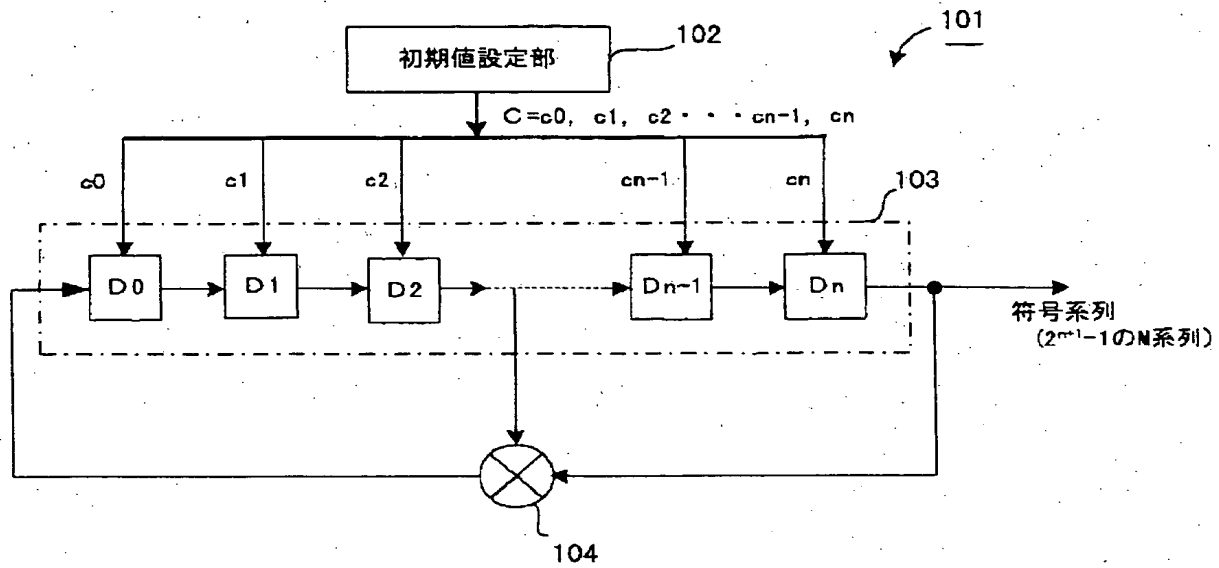 101
102
初期値設定部
C=c0, c1, c2・・・cn-1, cn
c0
c1
c2
cn-1
cn
103
D0
D1
D2
Dn-1
Dn
符号系列
(2ⁿ⁺¹-1のM系列)
104